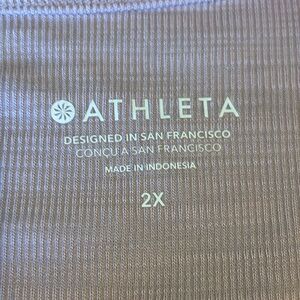 ATHLETA
DESIGNED IN SAN FRANCISCO
CONÇU A SAN FRANCISCO
MADE IN INDONESIA
2X